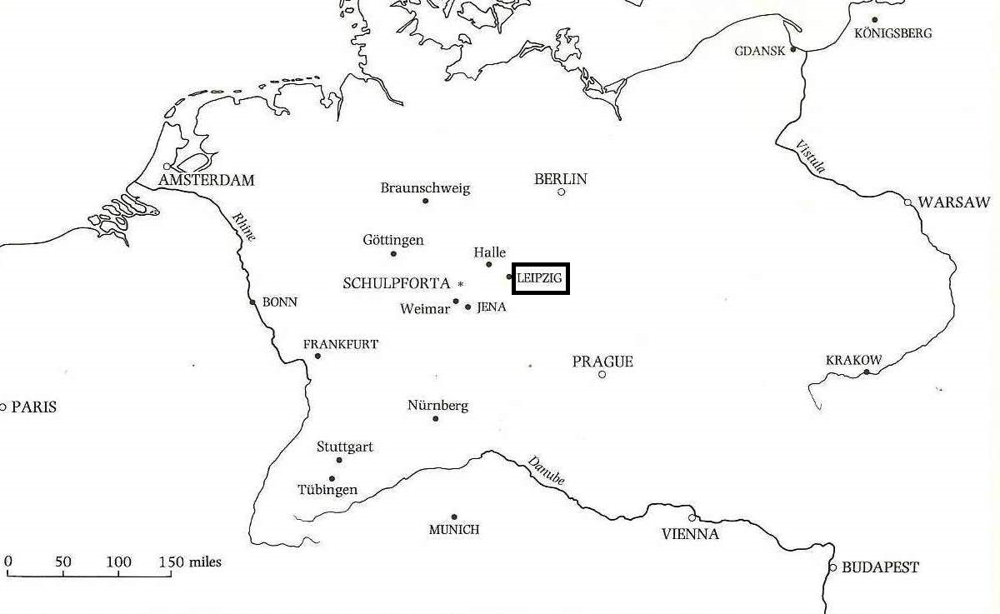 KÖNIGSBERG
GDANSK
Vistula
AMSTERDAM
BERLIN
Braunschweig
WARSAW
Rhine
Göttingen
Halle
LEIPZIG
SCHULPFORTA *
BONN
Weimar
JENA
FRANKFURT
PRAGUE
KRAKOW
PARIS
Nürnberg
Stuttgart
Danube
Tübingen
MUNICH
VIENNA
0 50 100 150 miles
BUDAPEST